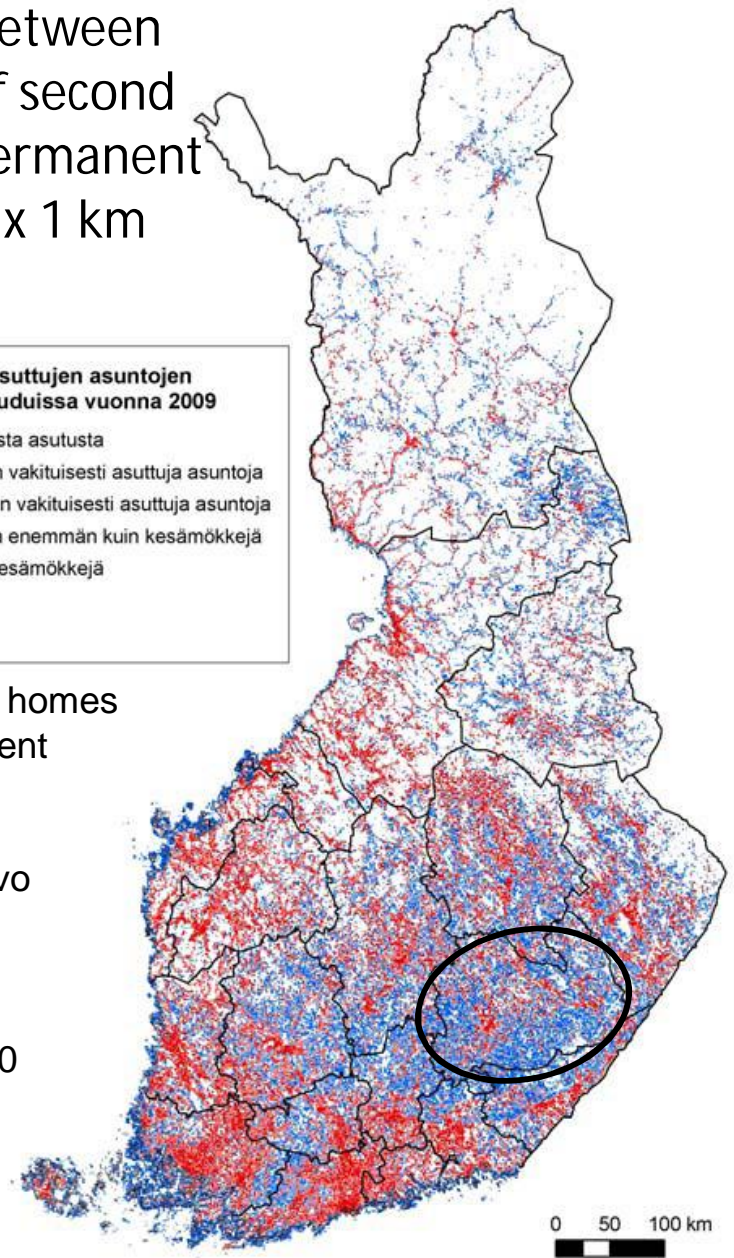 etween
f second
ermanent
x 1 km
suttujen asuntojen
uduissa vuonna 2009
sta asutusta
n vakituisesti asuttuja asuntoja
n vakituisesti asuttuja asuntoja
n enemmän kuin kesämökkejä
esämökkejä
homes
ent
vo
0
0 50 100 km